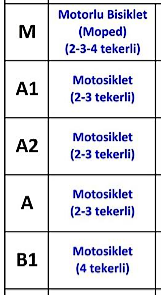 M
Motorlu Bisiklet
(Moped)
(2-3-4 tekerli)
A1
Motosiklet
(2-3 tekerli)
A2
Motosiklet
(2-3 tekerli)
A
Motosiklet
(2-3 tekerli)
B1
Motosiklet
(4 tekerli)